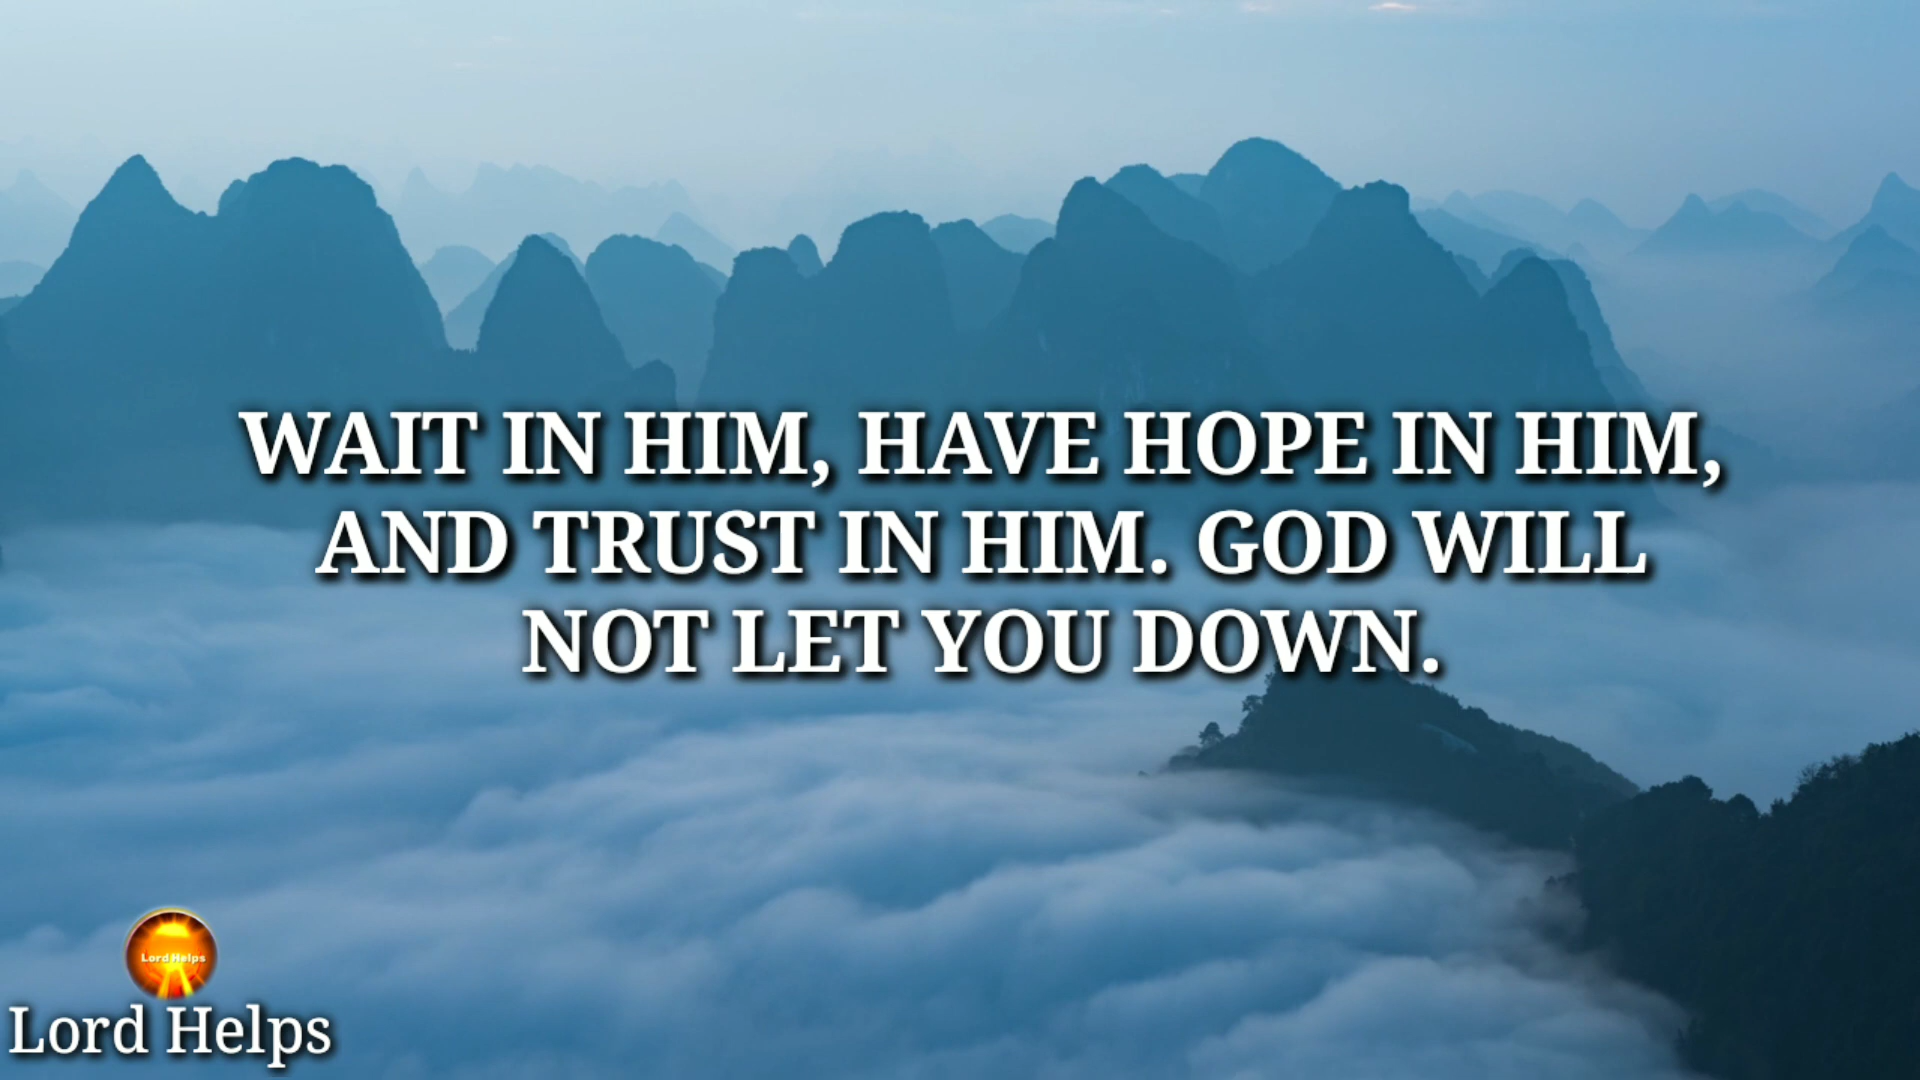 WAIT IN HIM, HAVE HOPE IN HIM,
AND TRUST IN HIM. GOD WILL
NOT LET YOU DOWN.
Lord Helps
Lord Helps